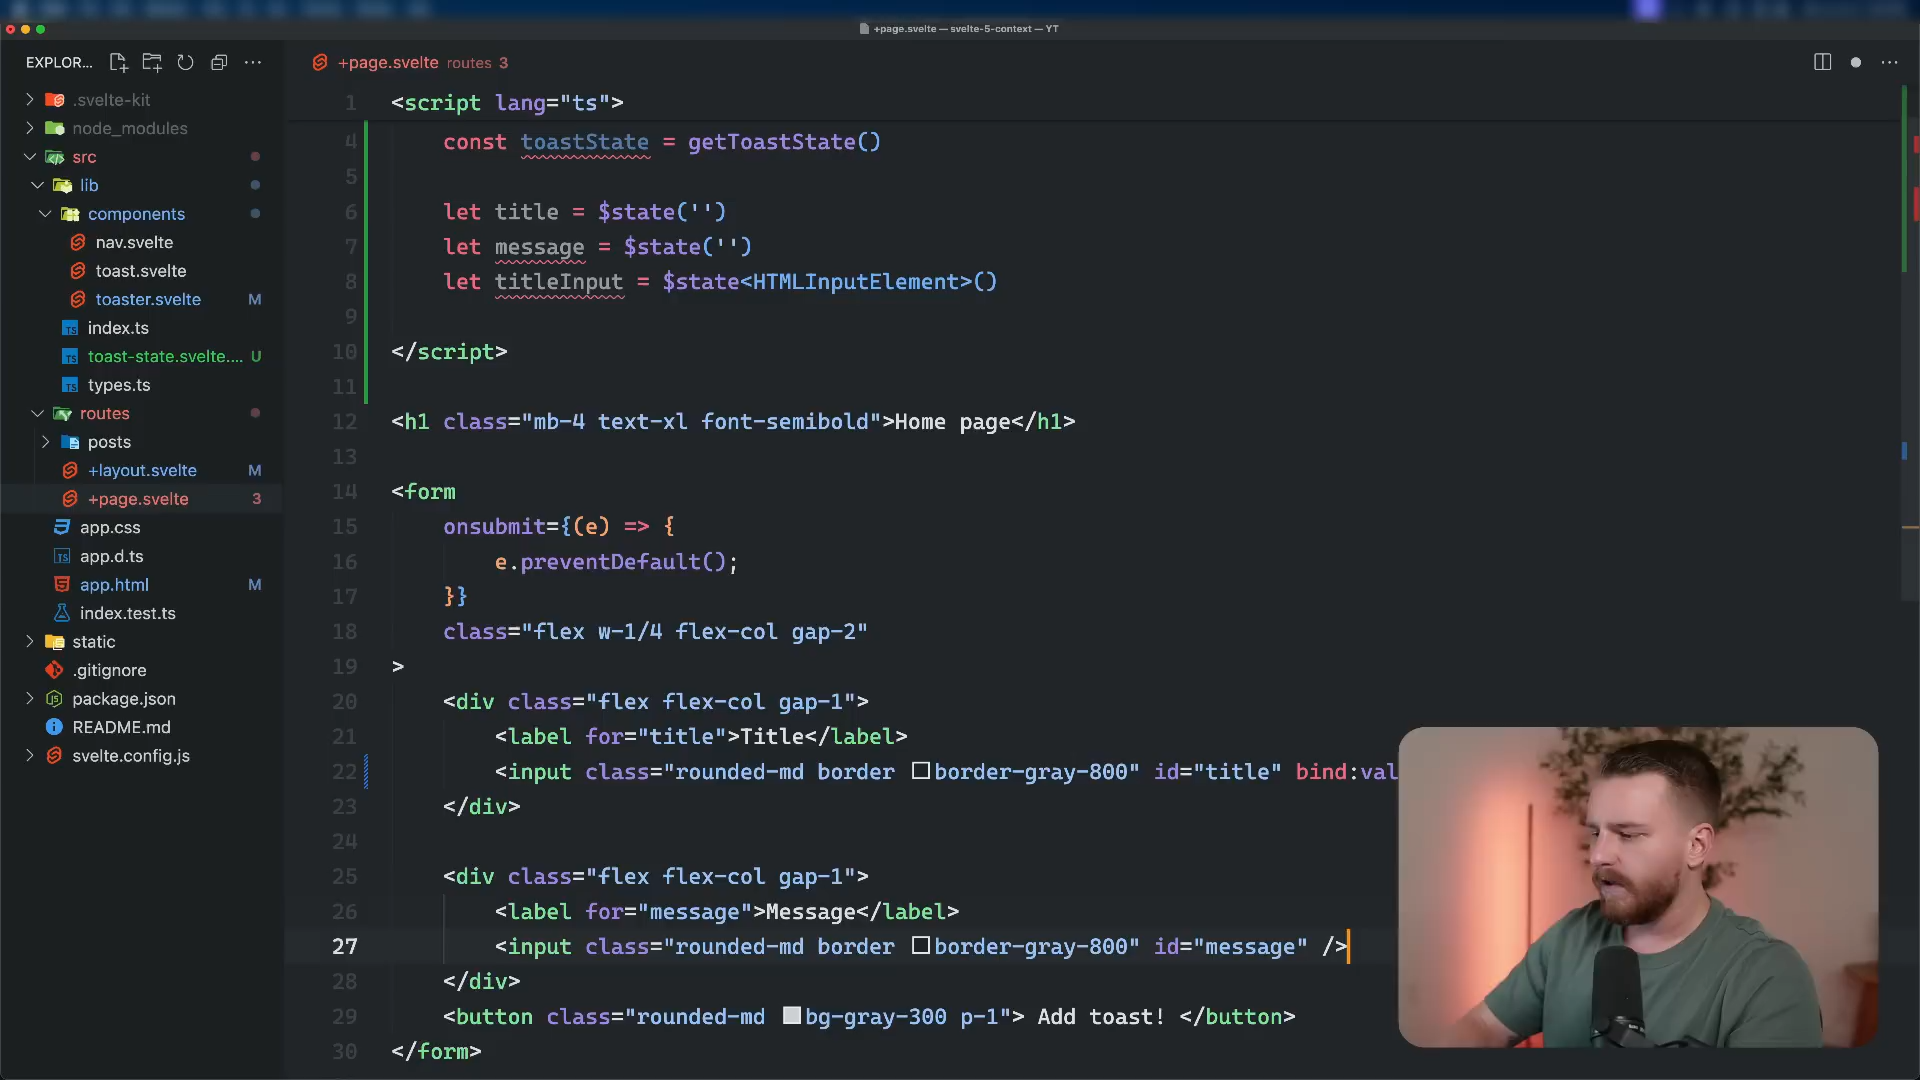 +page.svelte — svelte-5-context — YT
EXPLOR...
.svelte-kit
node_modules
src
lib
components
nav.svelte
toast.svelte
toaster.svelte M
index.ts
toast-state.svelte.... U
types.ts
routes
posts
+layout.svelte M
+page.svelte 3
app.css
app.d.ts
app.html M
index.test.ts
static
.gitignore
package.json
README.md
svelte.config.js
+page.svelte routes 3
1 <script lang="ts">
4 const toastState = getToastState()
5
6 let title = $state('')
7 let message = $state('')
8 let titleInput = $state<HTMLInputElement>()
9
10 </script>
11
12 <h1 class="mb-4 text-xl font-semibold">Home page</h1>
13
14 <form
15 onsubmit={(e) => {
16 e.preventDefault();
17 }}
18 class="flex w-1/4 flex-col gap-2"
19 >
20 <div class="flex flex-col gap-1">
21 <label for="title">Title</label>
22 <input class="rounded-md border border-gray-800" id="title" bind:val
23 </div>
24
25 <div class="flex flex-col gap-1">
26 <label for="message">Message</label>
27 <input class="rounded-md border border-gray-800" id="message" />
28 </div>
29 <button class="rounded-md bg-gray-300 p-1"> Add toast! </button>
30 </form>